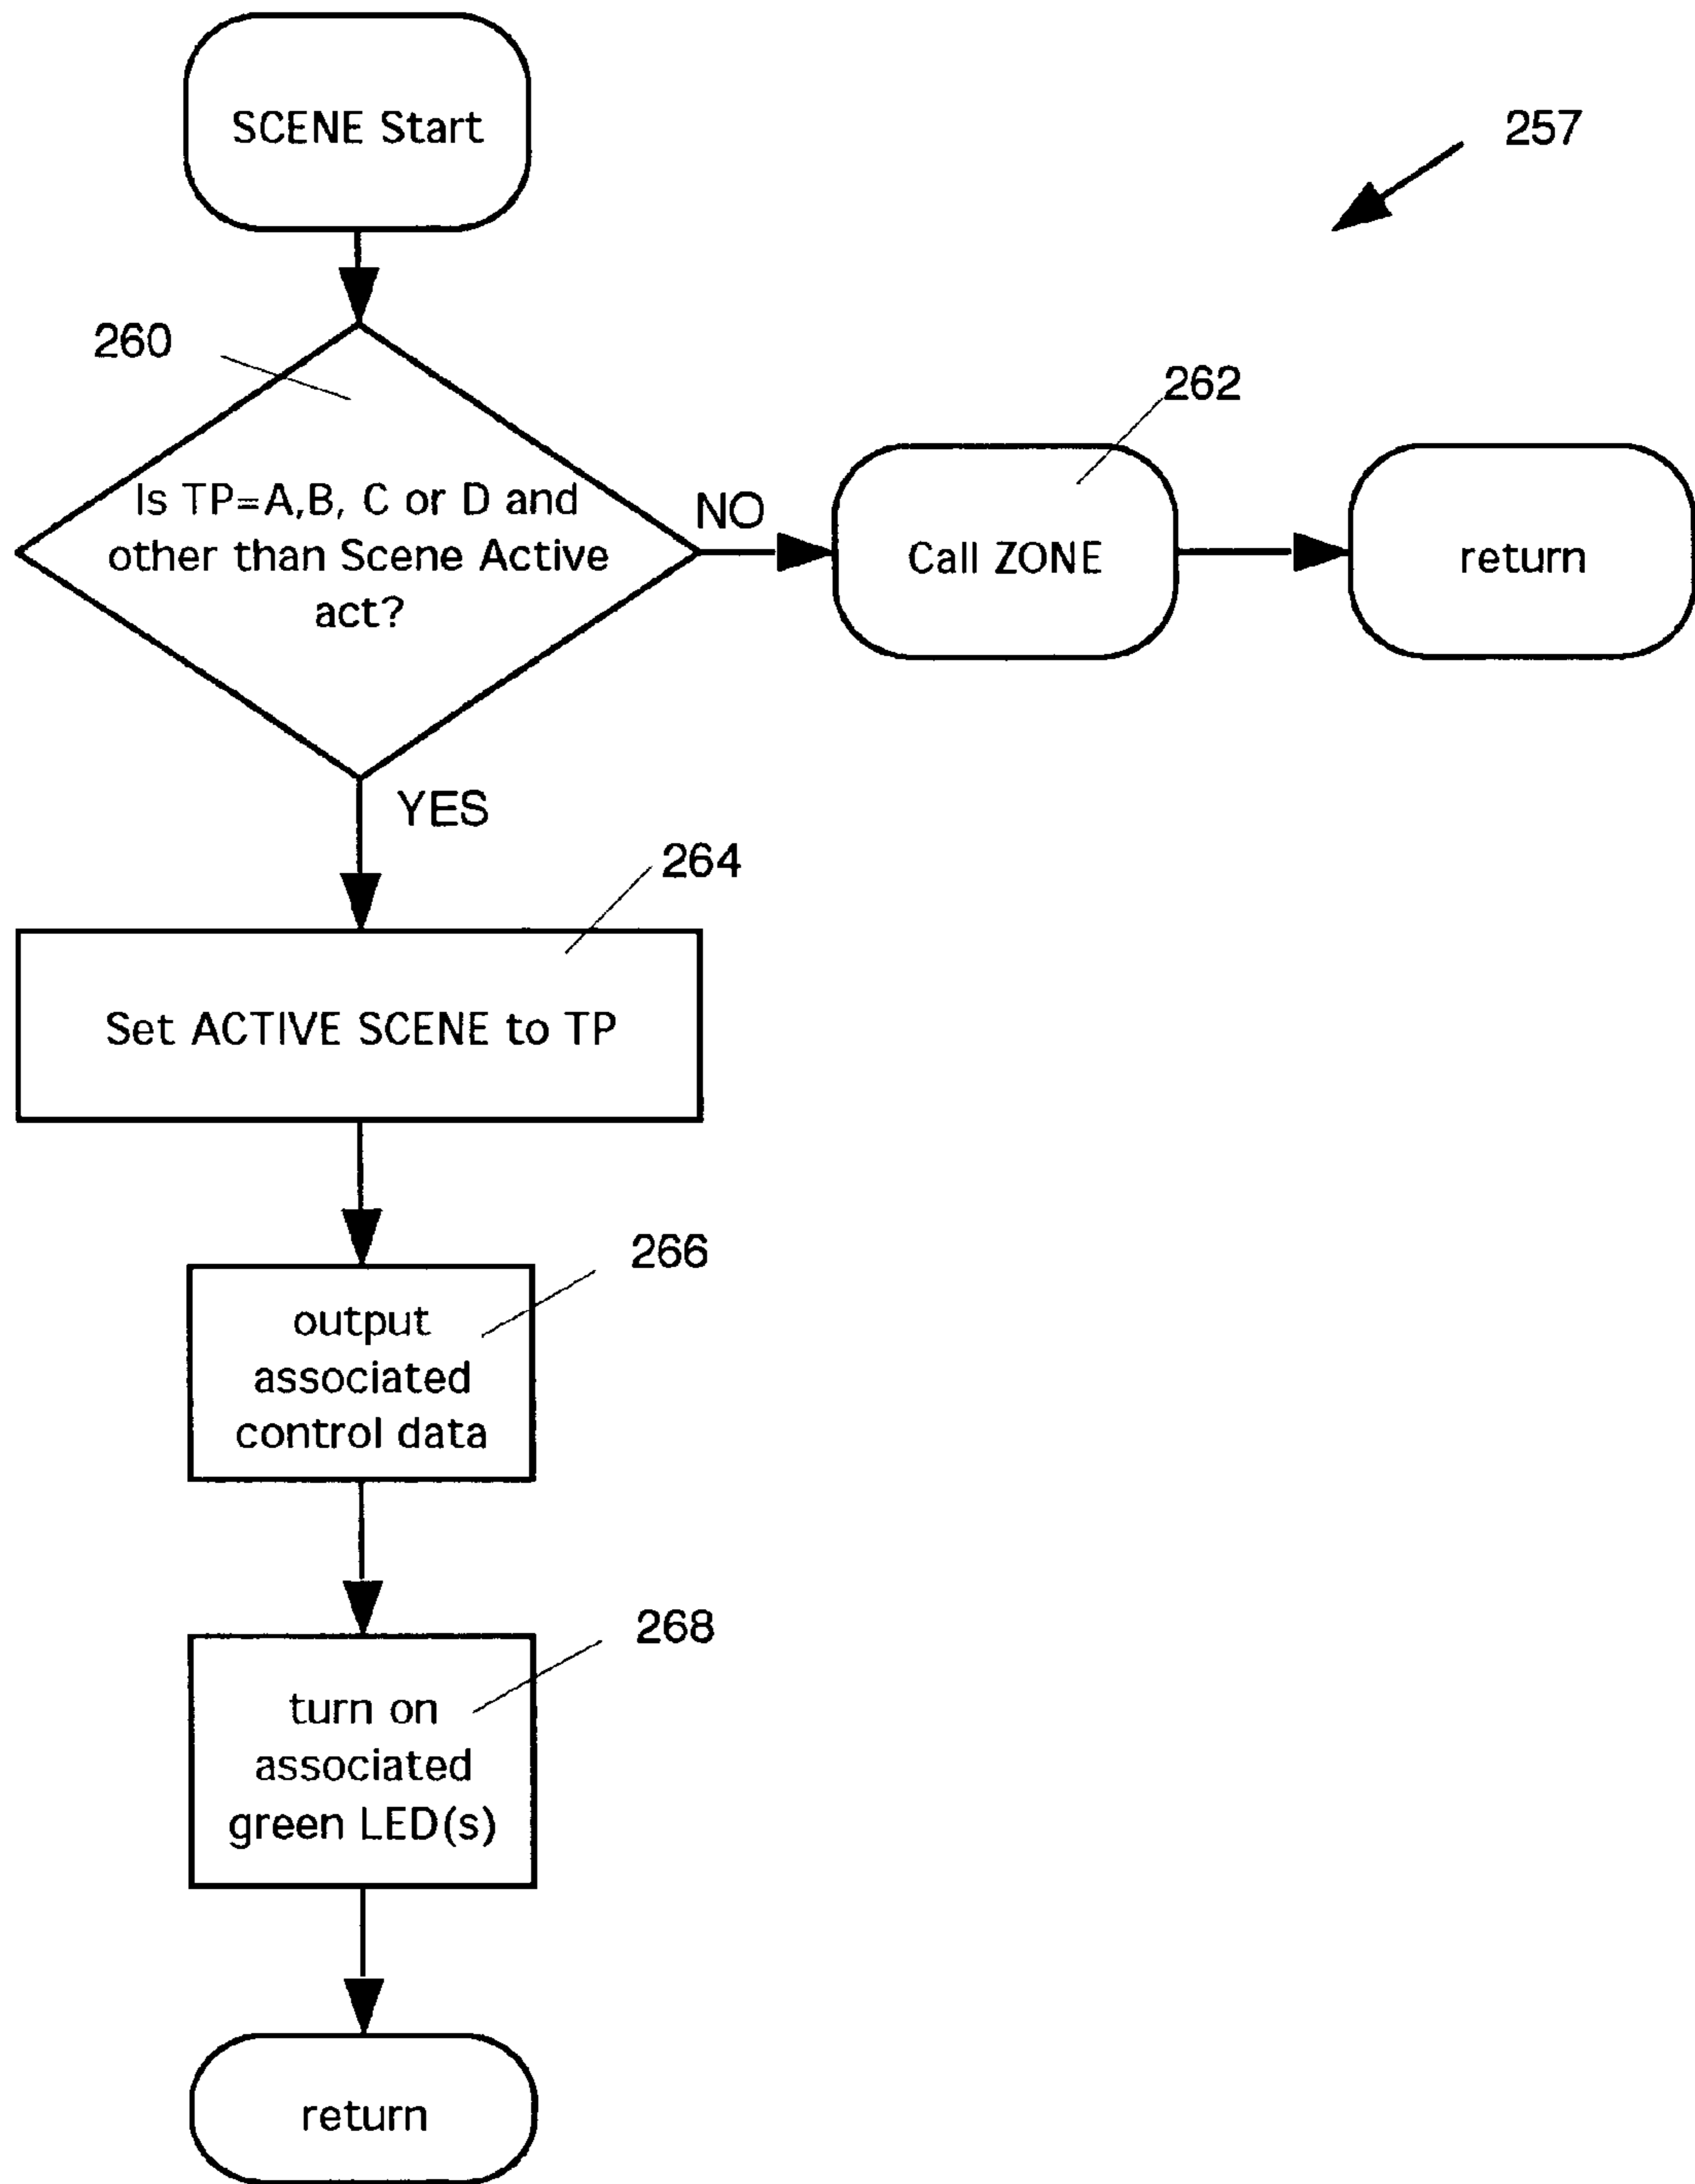 SCENE Start
257
260
Is TP=A,B, C or D and
other than Scene Active
act?
NO
262
Call ZONE
return
YES
264
Set ACTIVE SCENE to TP
266
output
associated
control data
268
turn on
associated
green LED(s)
return